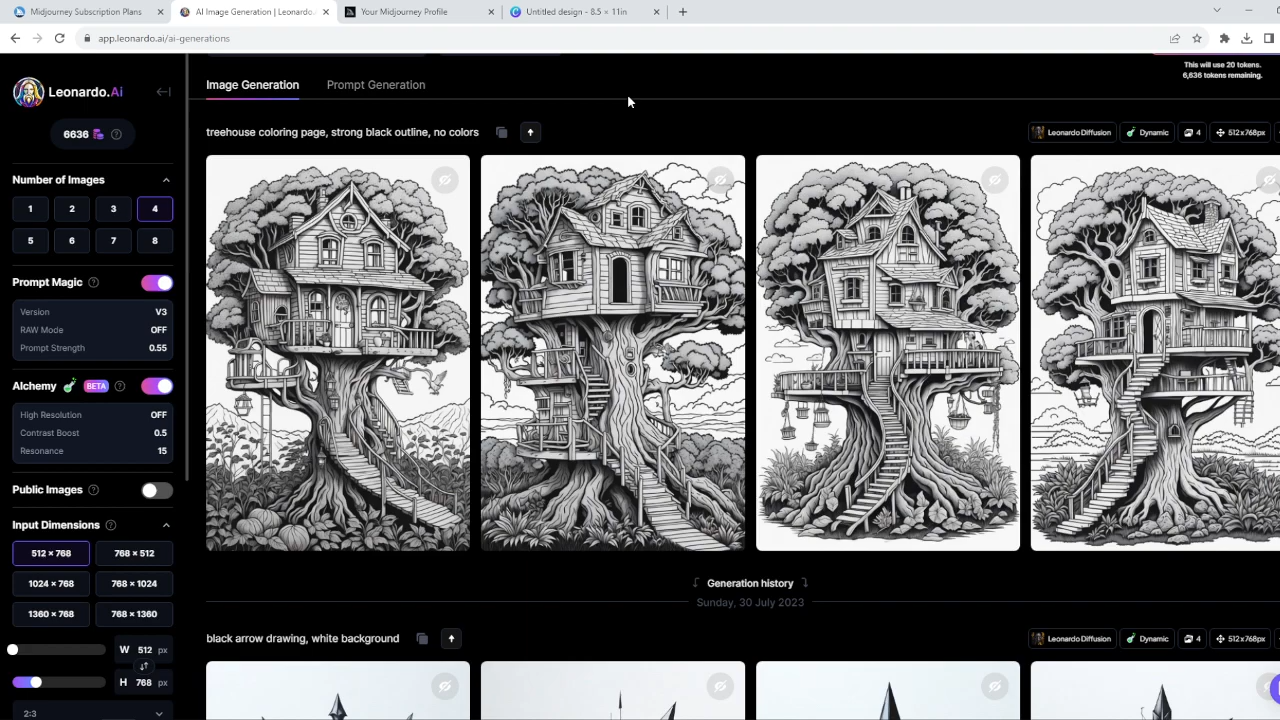 Midjourney Subscription Plans
AI Image Generation | Leonardo.
Your Midjourney Profile
Untitled design - 8.5 × 11in
app.leonardo.ai/ai-generations
Leonardo.Ai
6636
Number of Images
1 2 3 4
5 6 7 8
Prompt Magic
Version V3
RAW Mode OFF
Prompt Strength 0.55
Alchemy BETA
High Resolution OFF
Contrast Boost 0.5
Resonance 15
Public Images
Input Dimensions
512 × 768 768 × 512
1024 × 768 768 × 1024
1360 × 768 768 × 1360
W 512 px
H 768 px
2:3
This will use 20 tokens.
6,636 tokens remaining.
Image Generation Prompt Generation
treehouse coloring page, strong black outline, no colors
Leonardo Diffusion Dynamic 4 512x768px
Generation history
Sunday, 30 July 2023
black arrow drawing, white background
Leonardo Diffusion Dynamic 4 512x768px